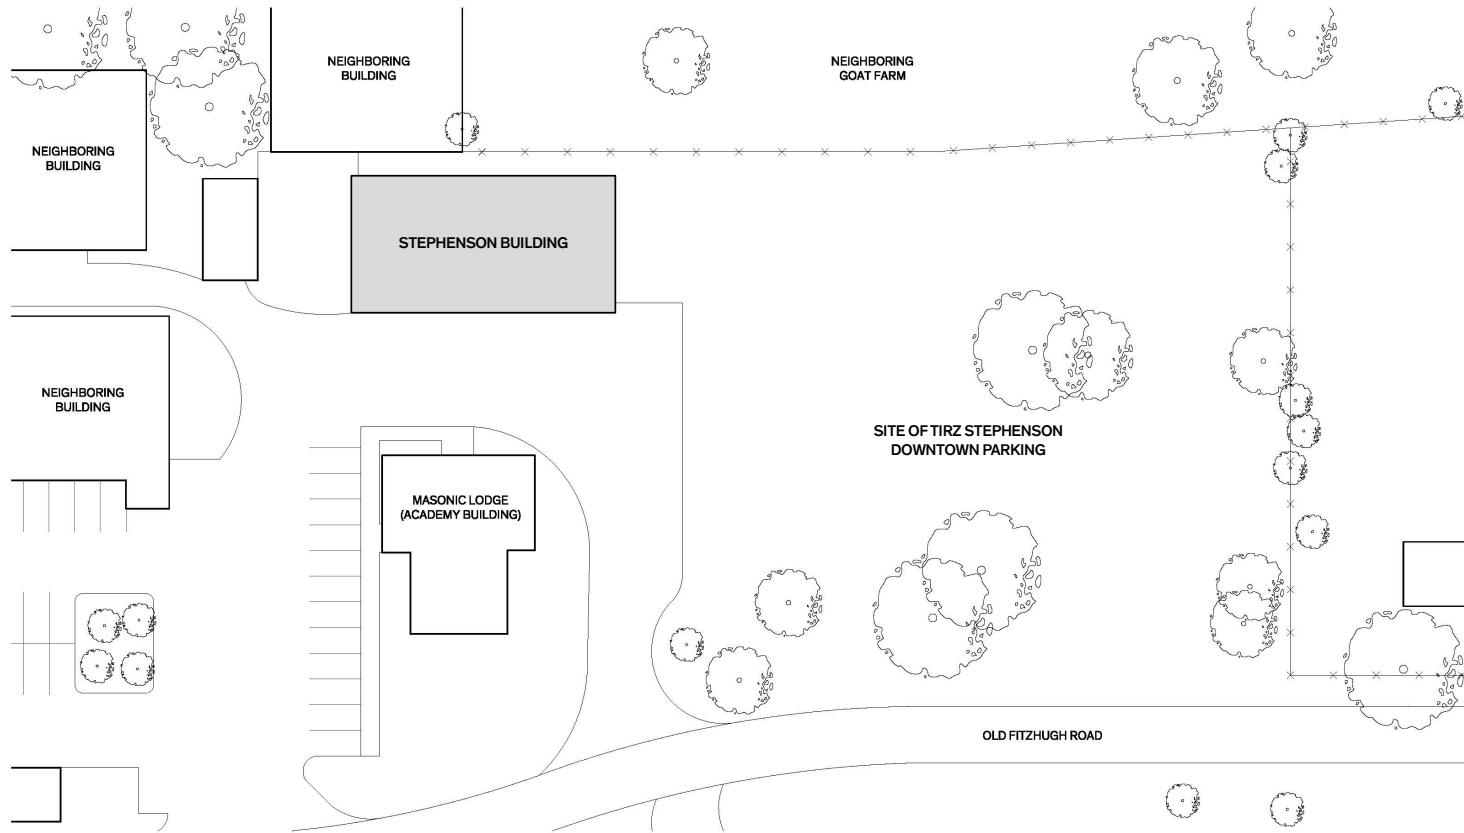 NEIGHBORING
BUILDING
NEIGHBORING
GOAT FARM
NEIGHBORING
BUILDING
STEPHENSON BUILDING
NEIGHBORING
BUILDING
SITE OF TIRZ STEPHENSON
DOWNTOWN PARKING
MASONIC LODGE
(ACADEMY BUILDING)
OLD FITZHUGH ROAD